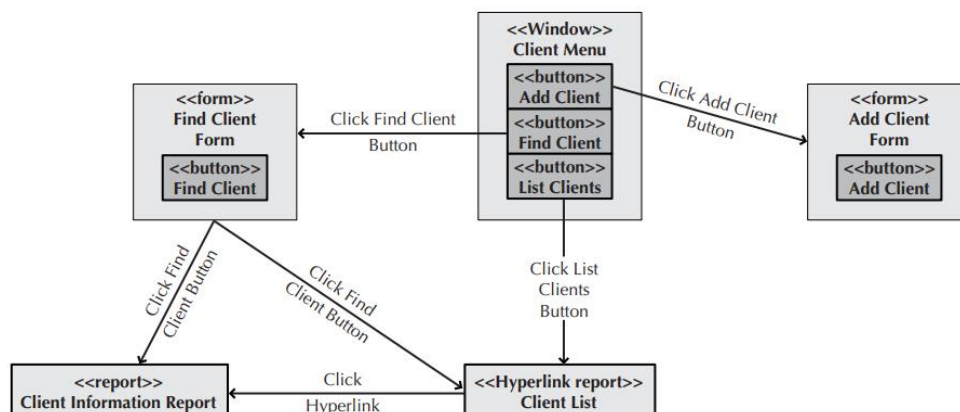 <<Window>>
Client Menu
<<button>>
Add Client
<<button>>
Find Client
<<button>>
List Clients
<<form>>
Find Client
Form
<<button>>
Find Client
Click Find Client
Button
Click Add Client
Button
<<form>>
Add Client
Form
<<button>>
Add Client
Click Find
Client Button
Click Find
Client Button
Click List
Clients
Button
<<report>>
Client Information Report
Click
Hyperlink
<<Hyperlink report>>
Client List